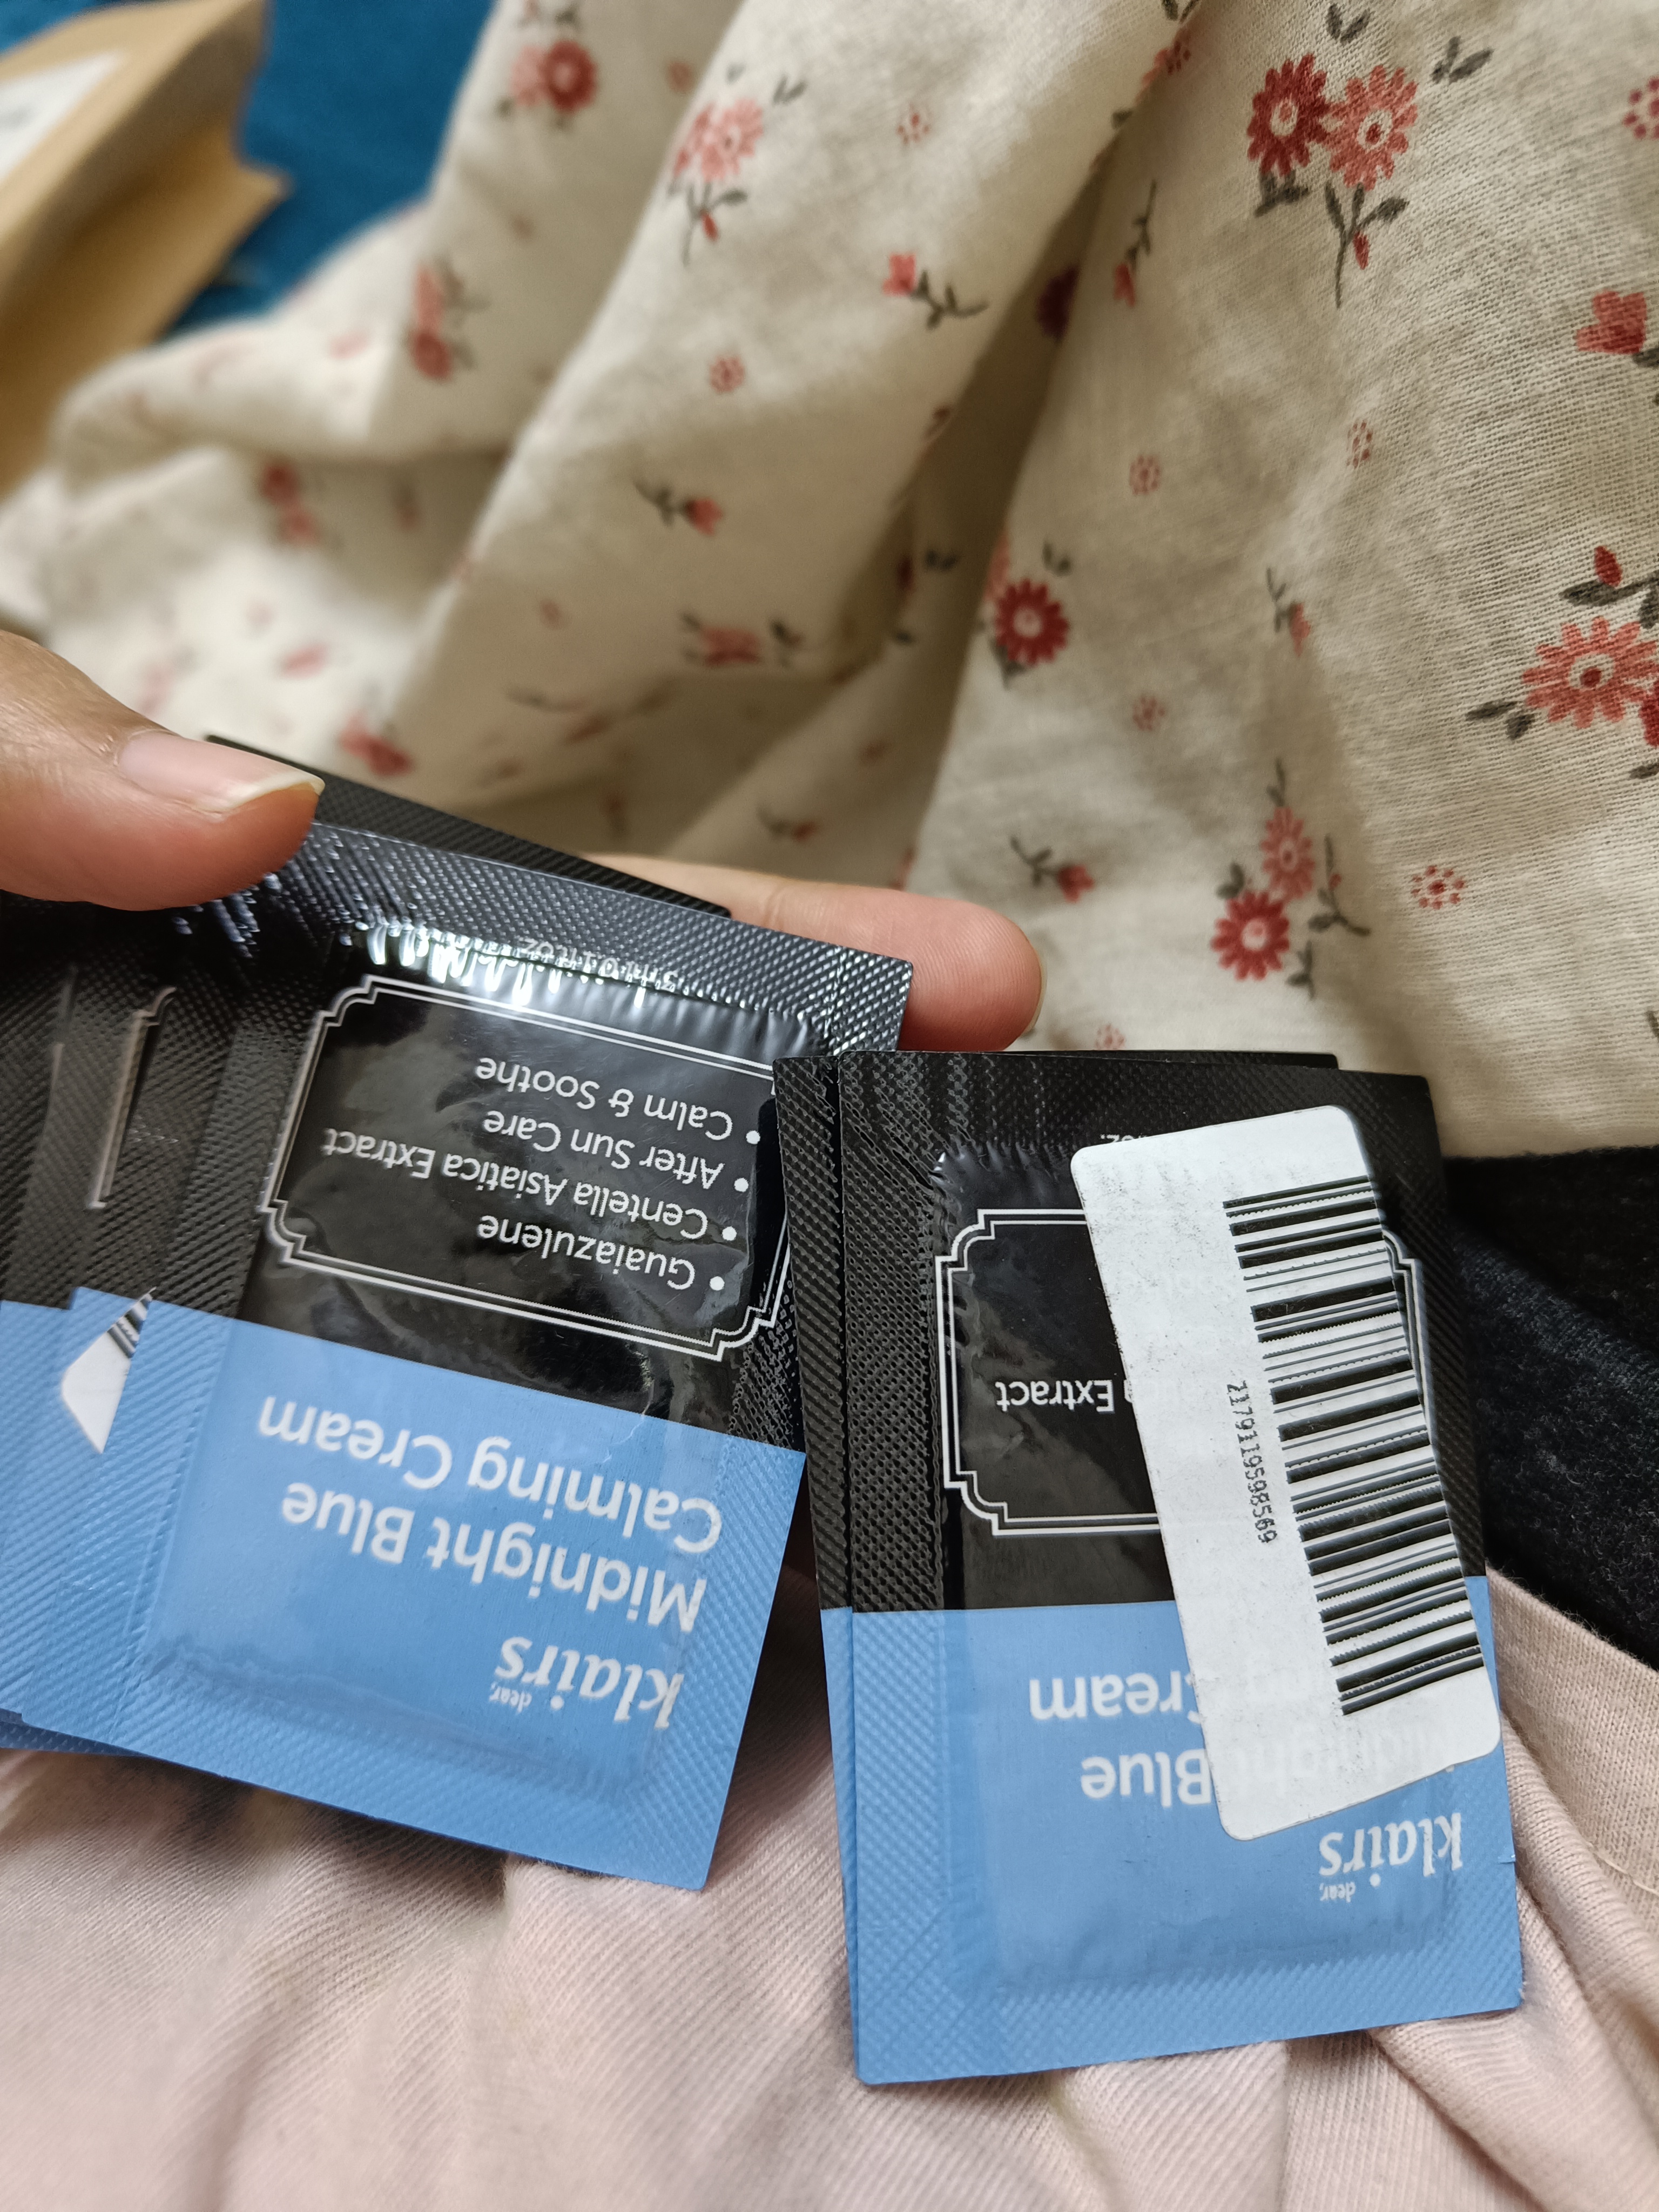 dear,
klairs
Midnight Blue
Calming Cream
• Guaiazulene
• Centella Asiatica Extract
• After Sun Care
• Calm & Soothe
dear,
klairs
Blue
Extract
7179119598569